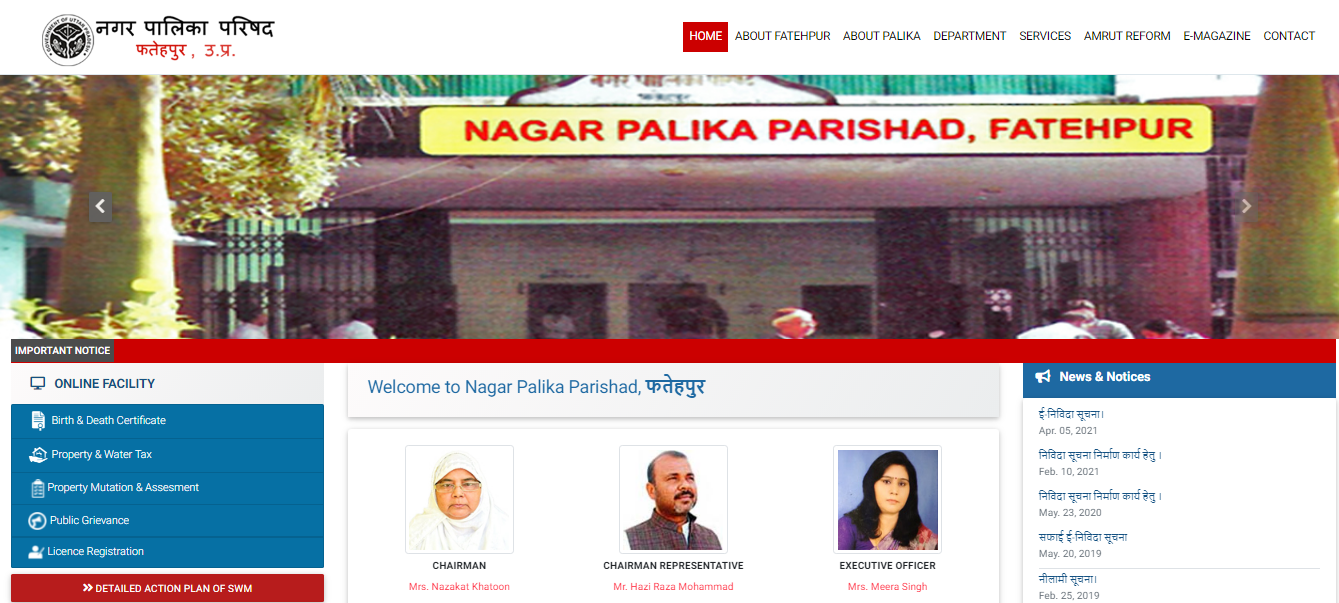 नगर पालिका परिषद
फतेहपुर , उ.प्र.
HOME ABOUT FATEHPUR ABOUT PALIKA DEPARTMENT SERVICES AMRUT REFORM E-MAGAZINE CONTACT
NAGAR PALIKA PARISHAD, FATEHPUR
IMPORTANT NOTICE
ONLINE FACILITY
Birth & Death Certificate
Property & Water Tax
Property Mutation & Assesment
Public Grievance
Licence Registration
DETAILED ACTION PLAN OF SWM
Welcome to Nagar Palika Parishad, फतेहपुर
CHAIRMAN
Mrs. Nazakat Khatoon
CHAIRMAN REPRESENTATIVE
Mr. Hazi Raza Mohammad
EXECUTIVE OFFICER
Mrs. Meera Singh
News & Notices
ई-निविदा सूचना।
Apr. 05, 2021
निविदा सूचना निर्माण कार्य हेतु ।
Feb. 10, 2021
निविदा सूचना निर्माण कार्य हेतु ।
May. 23, 2020
सफाई ई-निविदा सूचना
May. 20, 2019
नीलामी सूचना।
Feb. 25, 2019